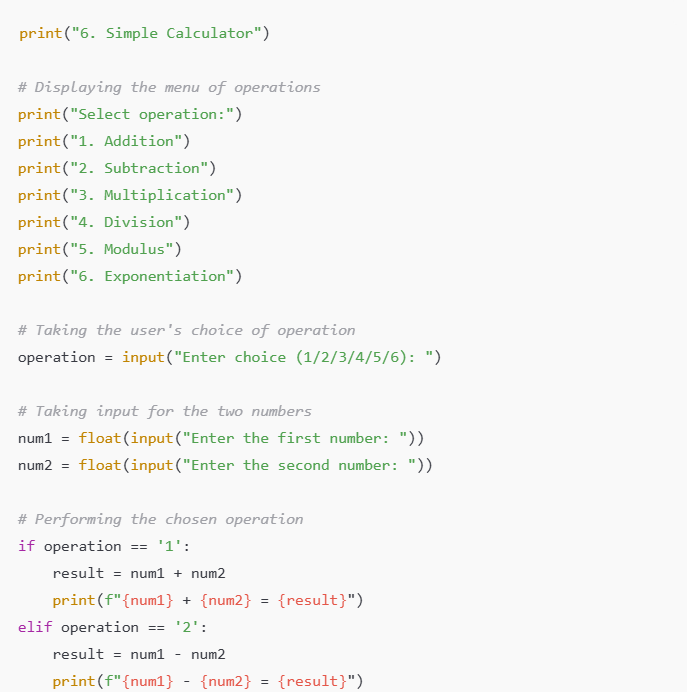 print("6. Simple Calculator")
# Displaying the menu of operations
print("Select operation:")
print("1. Addition")
print("2. Subtraction")
print("3. Multiplication")
print("4. Division")
print("5. Modulus")
print("6. Exponentiation")
# Taking the user's choice of operation
operation = input("Enter choice (1/2/3/4/5/6): ")
# Taking input for the two numbers
num1 = float(input("Enter the first number: "))
num2 = float(input("Enter the second number: "))
# Performing the chosen operation
if operation == '1':
    result = num1 + num2
    print(f"{num1} + {num2} = {result}")
elif operation == '2':
    result = num1 - num2
    print(f"{num1} - {num2} = {result}")